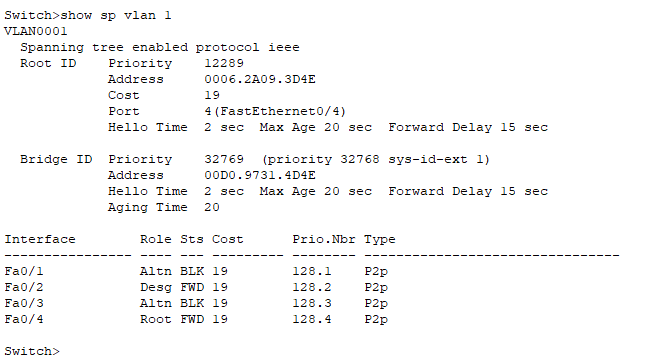 Switch>show sp vlan 1
VLAN0001
  Spanning tree enabled protocol ieee
  Root ID    Priority    12289
             Address     0006.2A09.3D4E
             Cost        19
             Port        4(FastEthernet0/4)
             Hello Time  2 sec  Max Age 20 sec  Forward Delay 15 sec

  Bridge ID  Priority    32769  (priority 32768 sys-id-ext 1)
             Address     00D0.9731.4D4E
             Hello Time  2 sec  Max Age 20 sec  Forward Delay 15 sec
             Aging Time  20

Interface        Role Sts Cost      Prio.Nbr Type
---------------- ---- --- --------- -------- --------------------------------
Fa0/1            Altn BLK 19        128.1    P2p
Fa0/2            Desg FWD 19        128.2    P2p
Fa0/3            Altn BLK 19        128.3    P2p
Fa0/4            Root FWD 19        128.4    P2p

Switch>